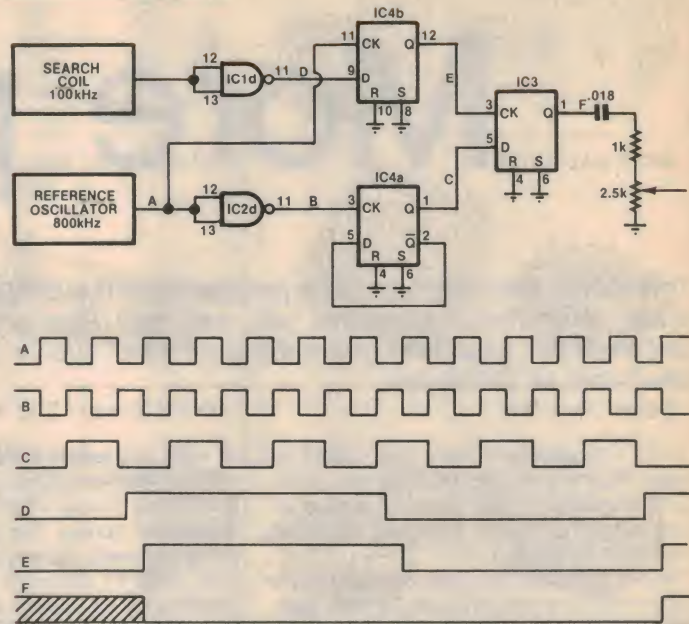 IC4b
SEARCH
COIL
100kHz
12
13
IC1d
11
D
9
11
CK
Q
12
D
R
S
10
8
E
IC3
3
CK
Q
1
F
.018
5
D
R
S
4
6
1k
2.5k
REFERENCE
OSCILLATOR
800kHz
A
12
13
IC2d
11
B
IC4a
3
CK
Q
1
C
5
D
Q̅
2
R
S
4
6
A
B
C
D
E
F